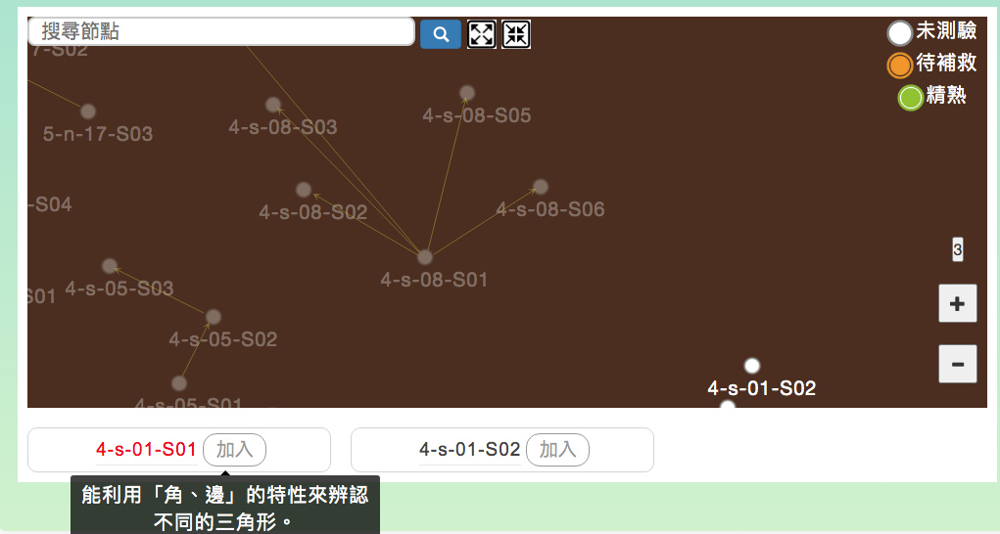 搜尋節點
未測驗
待補救
精熟
7-S02
5-n-17-S03
4-s-08-S03
4-s-08-S05
-S04
4-s-08-S02
4-s-08-S06
3
4-s-08-S01
S01
4-s-05-S03
4-s-05-S02
4-s-01-S02
4-s-05-S01
4-s-01-S01 加入
4-s-01-S02 加入
能利用「角、邊」的特性來辨認
不同的三角形。